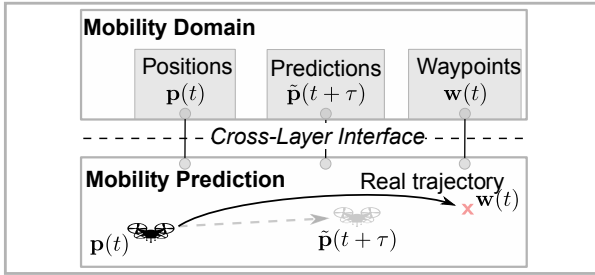 Mobility Domain
Positions Predictions Waypoints
p(t) p̃(t + τ) w(t)
Cross-Layer Interface
Mobility Prediction
Real trajectory
w(t)
x
p(t)
p̃(t + τ)